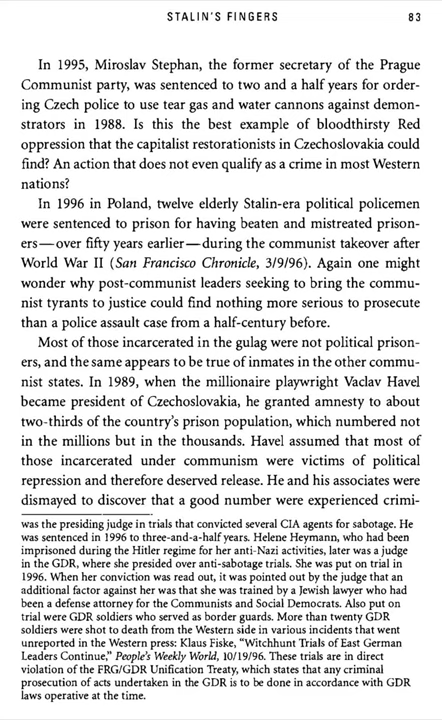 STALIN'S FINGERS 83
In 1995, Miroslav Stephan, the former secretary of the Prague
Communist party, was sentenced to two and a half years for order-
ing Czech police to use tear gas and water cannons against demon-
strators in 1988. Is this the best example of bloodthirsty Red
oppression that the capitalist restorationists in Czechoslovakia could
find? An action that does not even qualify as a crime in most Western
nations?
In 1996 in Poland, twelve elderly Stalin-era political policemen
were sentenced to prison for having beaten and mistreated prison-
ers—over fifty years earlier—during the communist takeover after
World War II (San Francisco Chronicle, 3/9/96). Again one might
wonder why post-communist leaders seeking to bring the commu-
nist tyrants to justice could find nothing more serious to prosecute
than a police assault case from a half-century before.
Most of those incarcerated in the gulag were not political prison-
ers, and the same appears to be true of inmates in the other commu-
nist states. In 1989, when the millionaire playwright Vaclav Havel
became president of Czechoslovakia, he granted amnesty to about
two-thirds of the country's prison population, which numbered not
in the millions but in the thousands. Havel assumed that most of
those incarcerated under communism were victims of political
repression and therefore deserved release. He and his associates were
dismayed to discover that a good number were experienced crimi-
was the presiding judge in trials that convicted several CIA agents for sabotage. He
was sentenced in 1996 to three-and-a-half years. Helene Heymann, who had been
imprisoned during the Hitler regime for her anti-Nazi activities, later was a judge
in the GDR, where she presided over anti-sabotage trials. She was put on trial in
1996. When her conviction was read out, it was pointed out by the judge that an
additional factor against her was that she was trained by a Jewish lawyer who had
been a defense attorney for the Communists and Social Democrats. Also put on
trial were GDR soldiers who served as border guards. More than twenty GDR
soldiers were shot to death from the Western side in various incidents that went
unreported in the Western press: Klaus Fiske, "Witchhunt Trials of East German
Leaders Continue," People's Weekly World, 10/19/96. These trials are in direct
violation of the FRG/GDR Unification Treaty, which states that any criminal
prosecution of acts undertaken in the GDR is to be done in accordance with GDR
laws operative at the time.